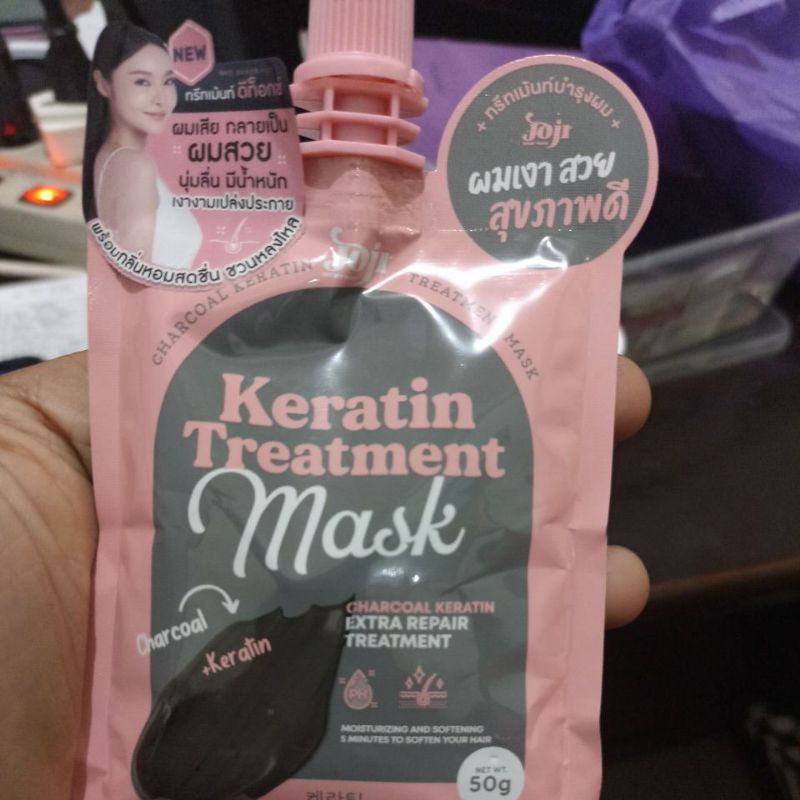 NEW
ทรีทเม้นท์ ดีท็อกซ์
ผมเสีย กลายเป็น
ผมสวย
นุ่มลื่น มีน้ำหนัก
เงางามเปล่งประกาย
พร้อมกลิ่นหอมสดชื่น ชวนหลงใหล
+ ทรีทเม้นท์บำรุงผม +
Joji
ผมเงา สวย
สุขภาพดี
Joji
CHARCOAL KERATIN TREATMENT MASK
Keratin
Treatment
Mask
Charcoal
+Keratin
CHARCOAL KERATIN
EXTRA REPAIR
TREATMENT
PH
MOISTURIZING AND SOFTENING
5 MINUTES TO SOFTEN YOUR HAIR
NET WT.
50g
케라틴